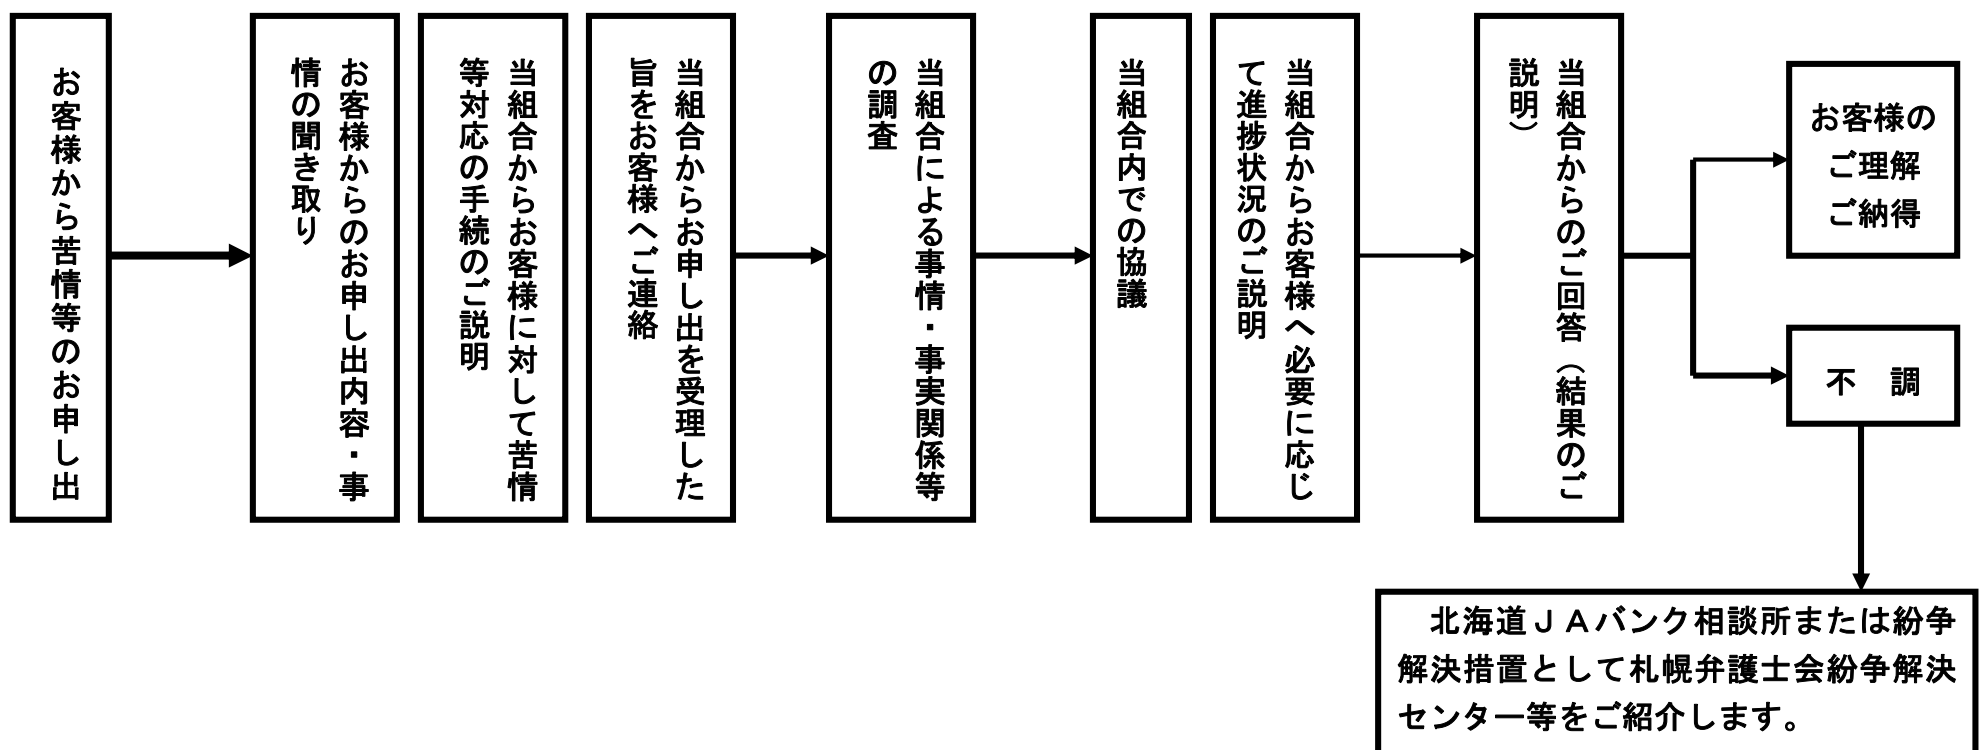 お客様から苦情等のお申し出
お客様からのお申し出内容・事
情の聞き取り
当組合からお客様に対して苦情
等対応の手続のご説明
当組合からお申し出を受理した
旨をお客様へご連絡
当組合による事情・事実関係等
の調査
当組合内での協議
当組合からお客様へ必要に応じ
て進捗状況のご説明
当組合からのご回答（結果のご
説明）
お客様の
ご理解
ご納得
不　調
北海道ＪＡバンク相談所または紛争
解決措置として札幌弁護士会紛争解決
センター等をご紹介します。